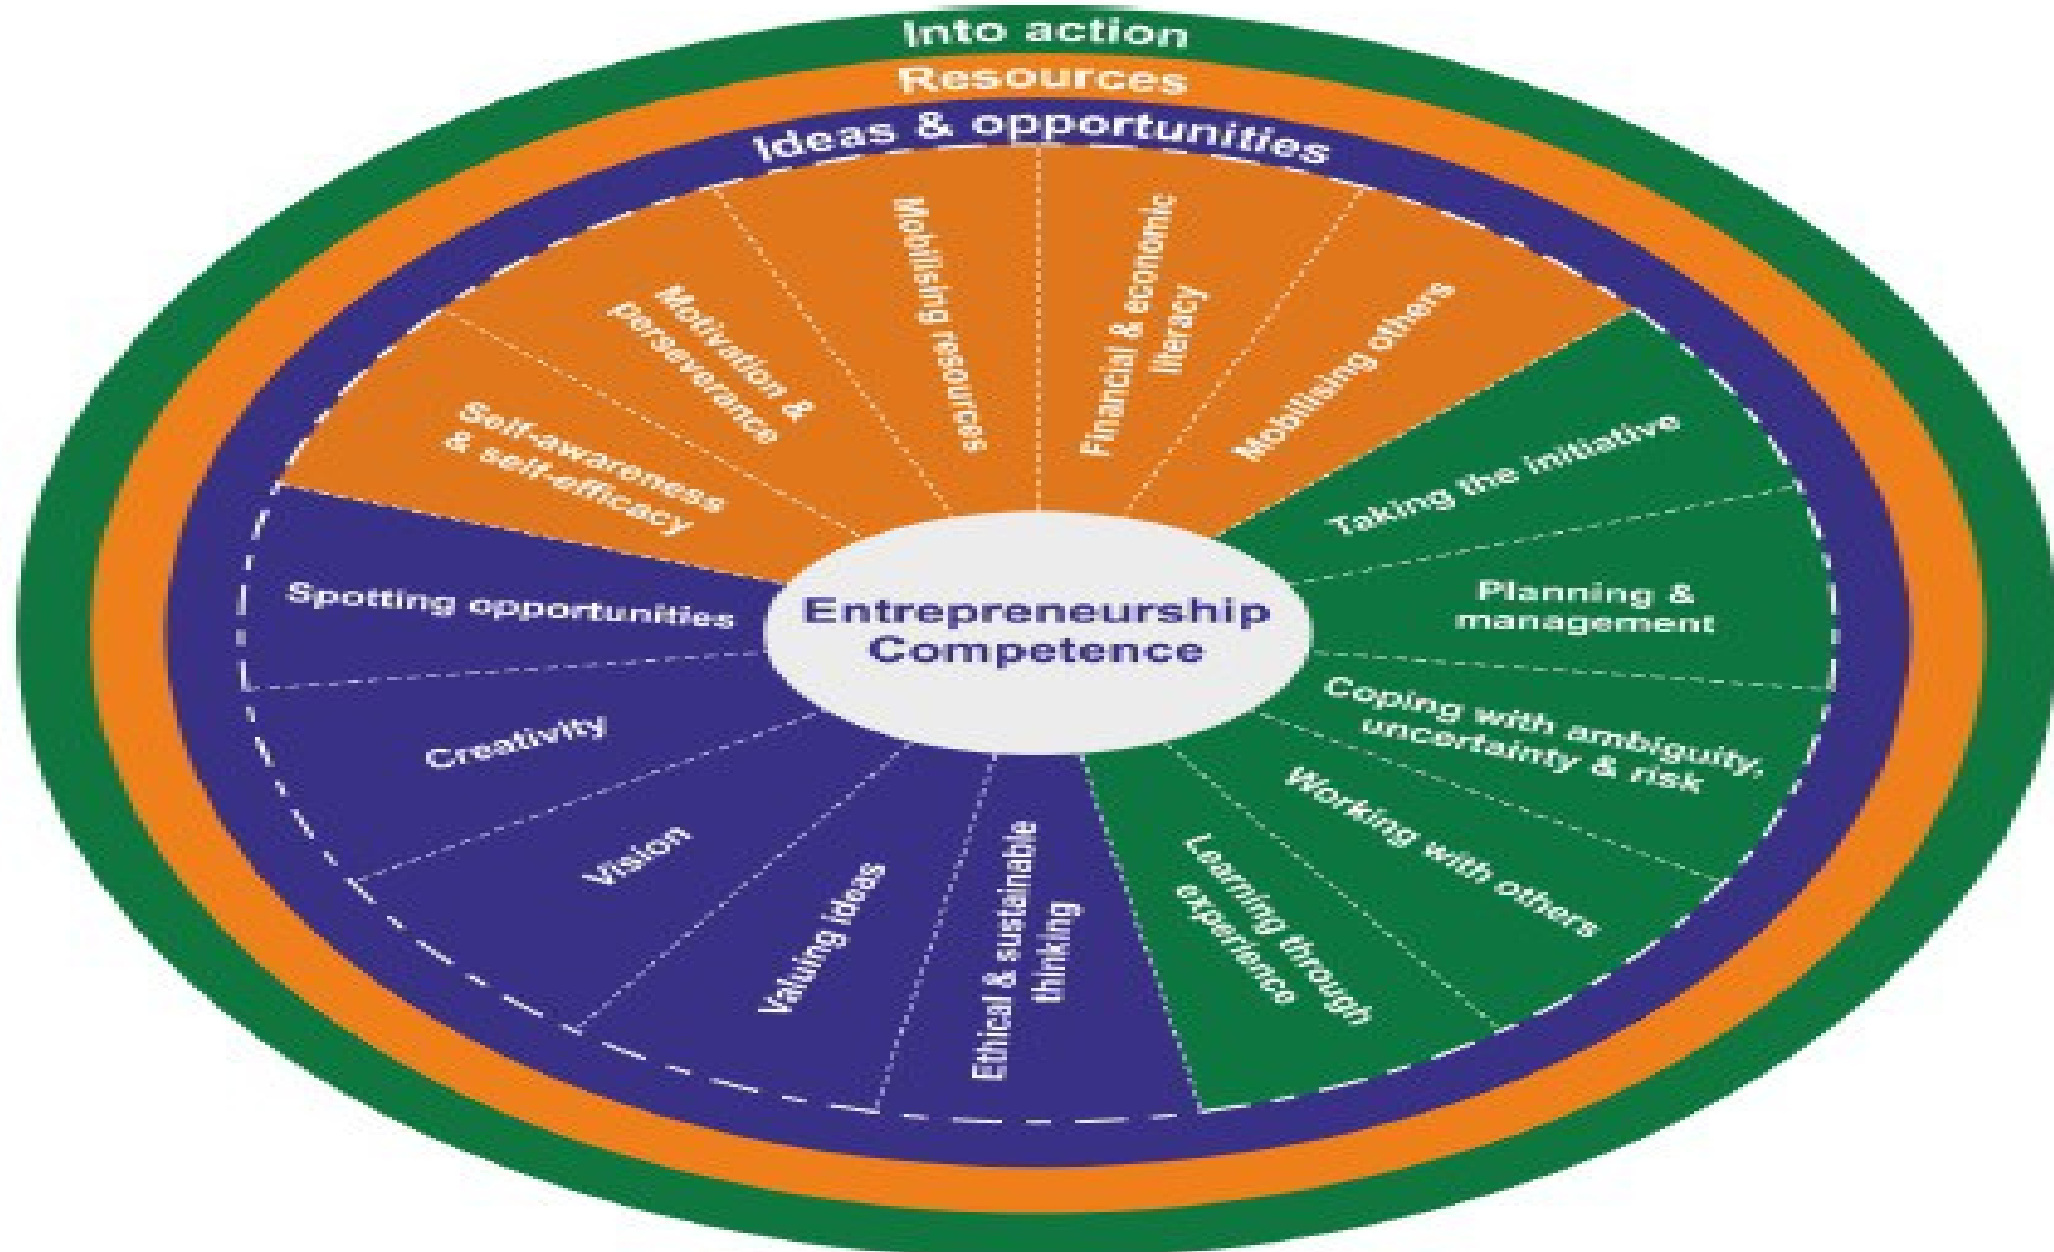 Into action
Resources
Ideas & opportunities
Mobilising resources
Financial & economic
literacy
Mobilising others
Motivation &
perseverance
Self-awareness
& self-efficacy
Taking the initiative
Planning &
management
Spotting opportunities
Entrepreneurship
Competence
Coping with ambiguity,
uncertainty & risk
Creativity
Working with others
Vision
Valuing ideas
Ethical & sustainable
thinking
Learning through
experience